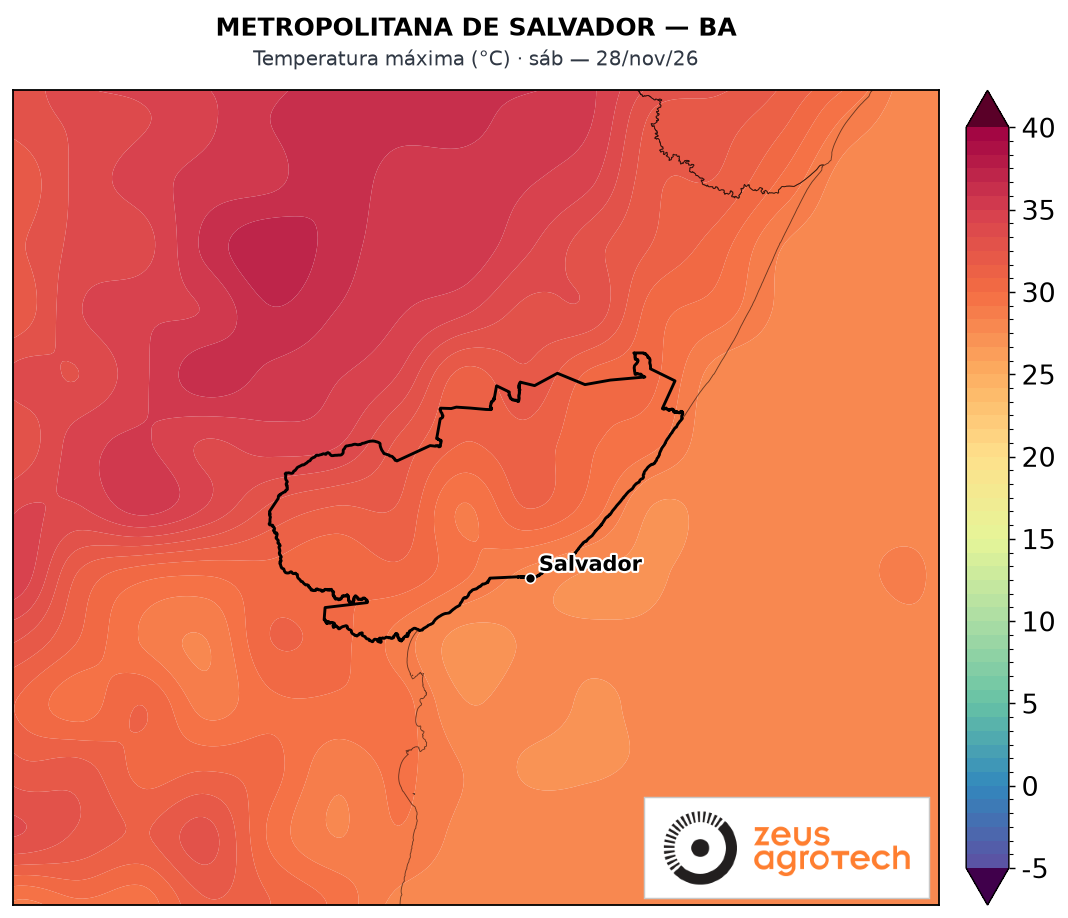 METROPOLITANA DE SALVADOR — BA
Temperatura máxima (°C) · sáb — 28/nov/26
40
35
30
25
20
15
10
5
0
-5
Salvador
zeus
agrotech